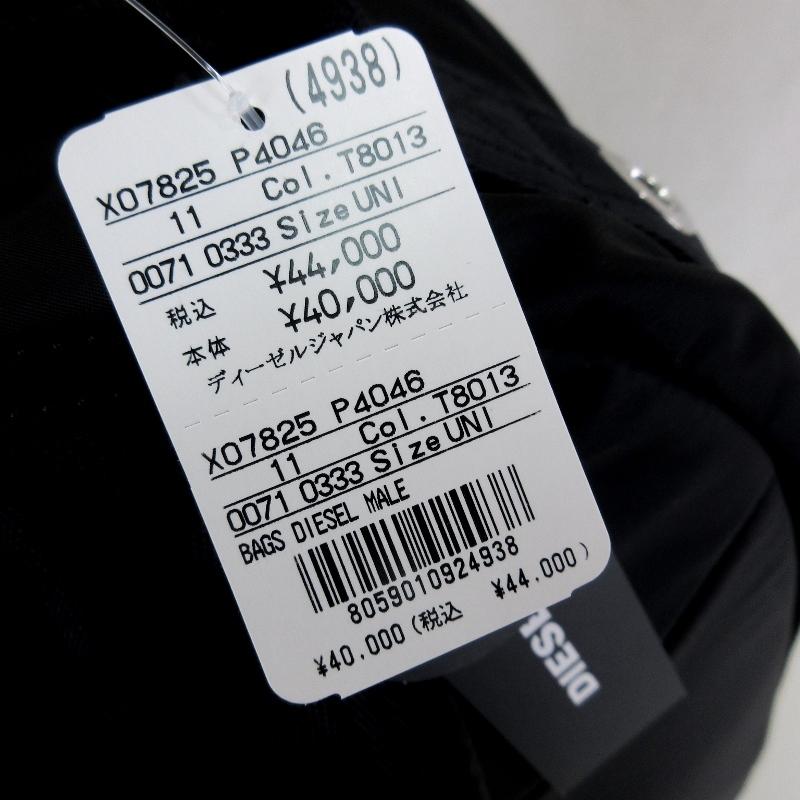 (4938)
X07825 P4046
11 Col. T8013
0071 0333 Size UNI
税込 ¥44,000
本体 ¥40,000
ディーゼルジャパン株式会社
X07825 P4046
11 Col. T8013
0071 0333 Size UNI
BAGS DIESEL MALE
8059010924938
¥40.000 (税込 ¥44.000)
DIESE